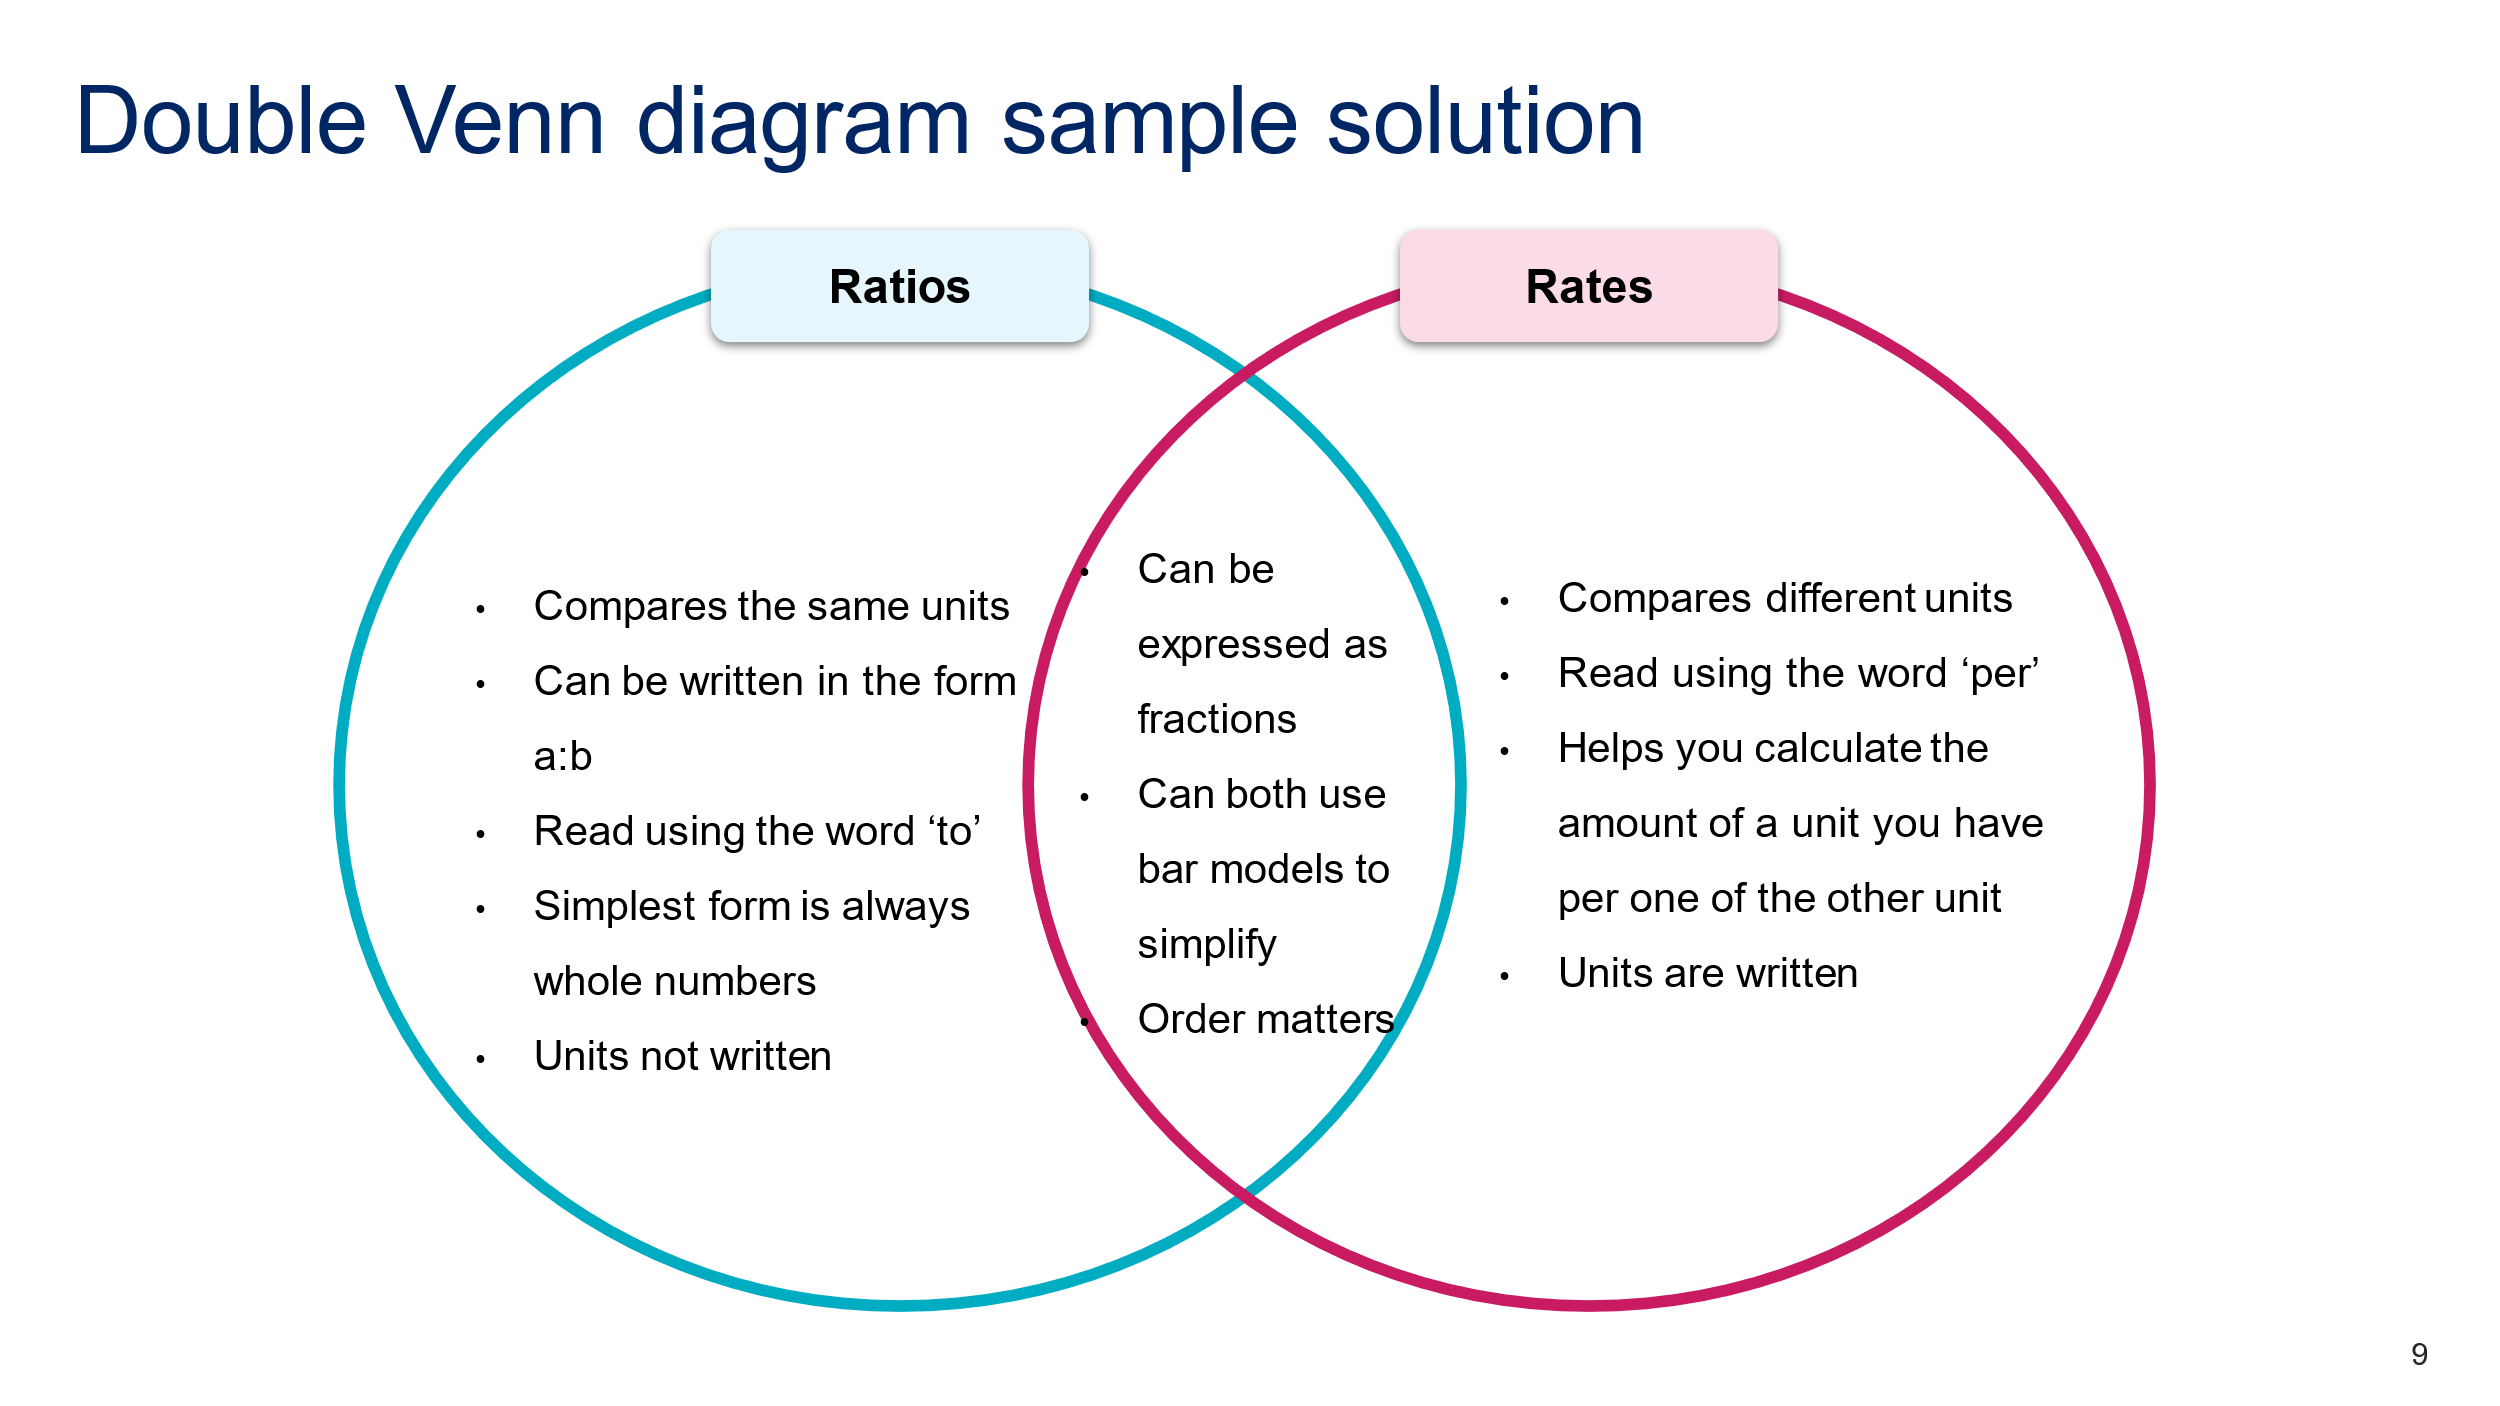 Double Venn diagram sample solution
Ratios
Rates
• Compares the same units
• Can be written in the form
a:b
• Read using the word ‘to’
• Simplest form is always
whole numbers
• Units not written
• Can be
expressed as
fractions
• Can both use
bar models to
simplify
• Order matters
• Compares different units
• Read using the word ‘per’
• Helps you calculate the
amount of a unit you have
per one of the other unit
• Units are written
9